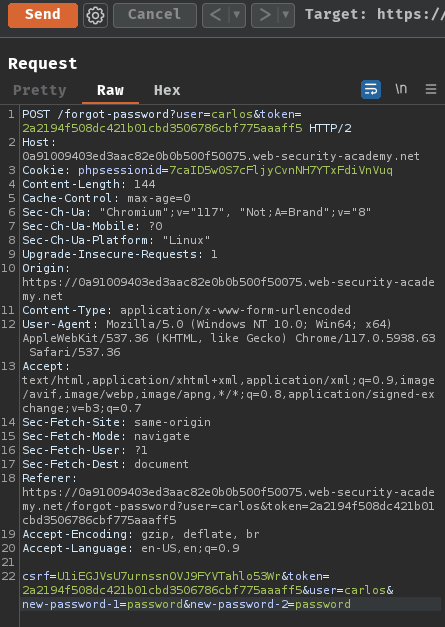 Send Cancel < > Target: https://
Request
Pretty Raw Hex \n
1 POST /forgot-password?user=carlos&token=
2a2194f508dc421b01cbd3506786cbf775aaaff5 HTTP/2
2 Host:
0a91009403ed3aac82e0b0b500f50075.web-security-academy.net
3 Cookie: phpsessionid=7caID5w0S7cFljyCvnNH7YTxFdiVnVuq
4 Content-Length: 144
5 Cache-Control: max-age=0
6 Sec-Ch-Ua: "Chromium";v="117", "Not;A=Brand";v="8"
7 Sec-Ch-Ua-Mobile: ?0
8 Sec-Ch-Ua-Platform: "Linux"
9 Upgrade-Insecure-Requests: 1
10 Origin:
https://0a91009403ed3aac82e0b0b500f50075.web-security-acade
my.net
11 Content-Type: application/x-www-form-urlencoded
12 User-Agent: Mozilla/5.0 (Windows NT 10.0; Win64; x64)
AppleWebKit/537.36 (KHTML, like Gecko) Chrome/117.0.5938.63
Safari/537.36
13 Accept:
text/html,application/xhtml+xml,application/xml;q=0.9,image
/avif,image/webp,image/apng,*/*;q=0.8,application/signed-ex
change;v=b3;q=0.7
14 Sec-Fetch-Site: same-origin
15 Sec-Fetch-Mode: navigate
16 Sec-Fetch-User: ?1
17 Sec-Fetch-Dest: document
18 Referer:
https://0a91009403ed3aac82e0b0b500f50075.web-security-acade
my.net/forgot-password?user=carlos&token=2a2194f508dc421b01
cbd3506786cbf775aaaff5
19 Accept-Encoding: gzip, deflate, br
20 Accept-Language: en-US,en;q=0.9
21
22 csrf=U1iEGJVsU7urnssnOVJ9FYVTahlo53Wr&token=
2a2194f508dc421b01cbd3506786cbf775aaaff5&user=carlos&
new-password-1=password&new-password-2=password